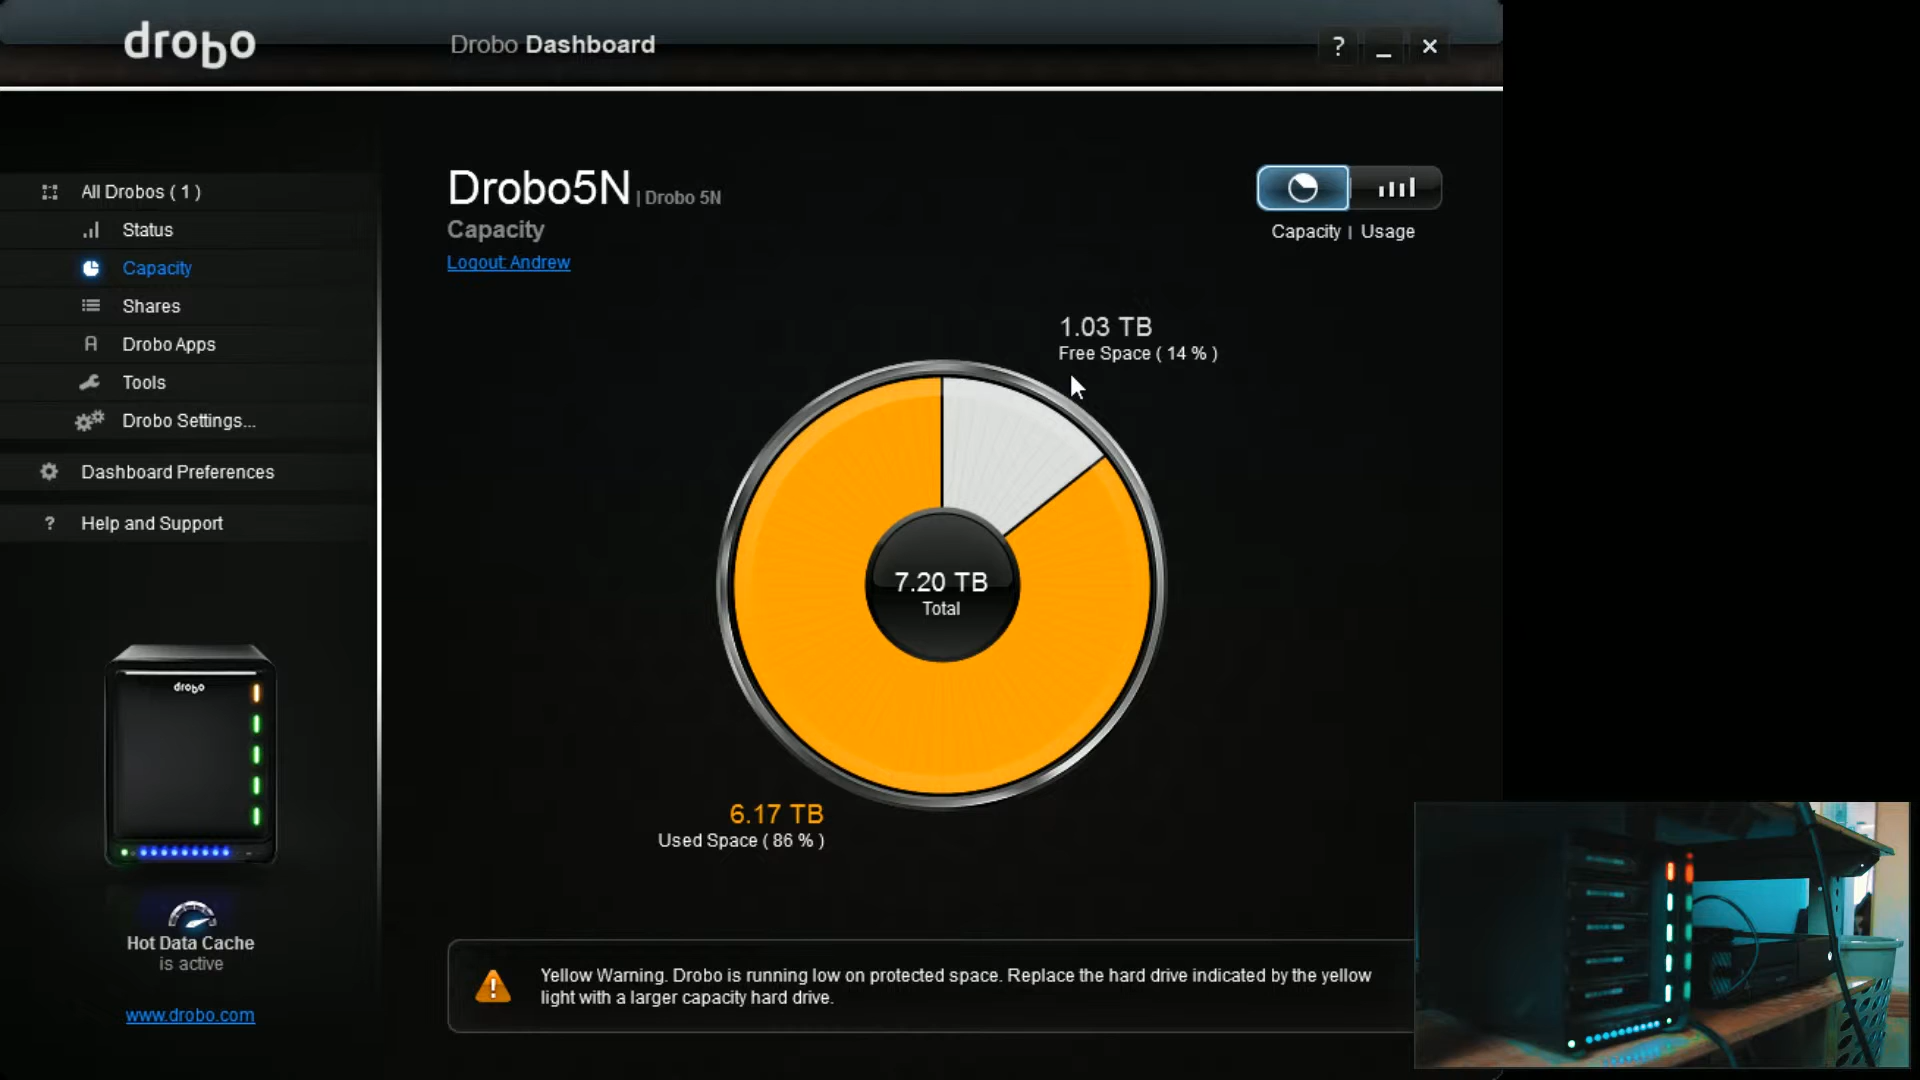 drobo
Drobo Dashboard
? _ ×
All Drobos ( 1 )
Status
Capacity
Shares
Drobo Apps
Tools
Drobo Settings...
Dashboard Preferences
? Help and Support
drobo
Hot Data Cache
is active
www.drobo.com
Drobo5N | Drobo 5N
Capacity
Logout: Andrew
Capacity | Usage
1.03 TB
Free Space ( 14 % )
7.20 TB
Total
6.17 TB
Used Space ( 86 % )
Yellow Warning. Drobo is running low on protected space. Replace the hard drive indicated by the yellow
light with a larger capacity hard drive.